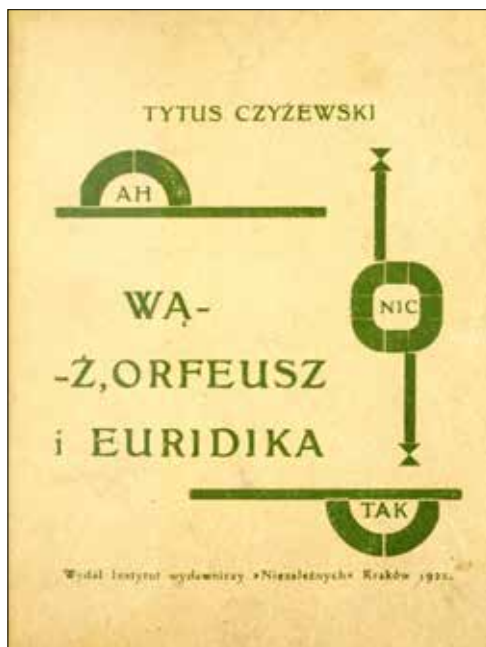 TYTUS CZYŻEWSKI
AH
WĄ-
NIC
-Ż,ORFEUSZ
i EURIDIKA
TAK
Wydał Instytut wydawniczy »Niezależnych« Kraków 1922.